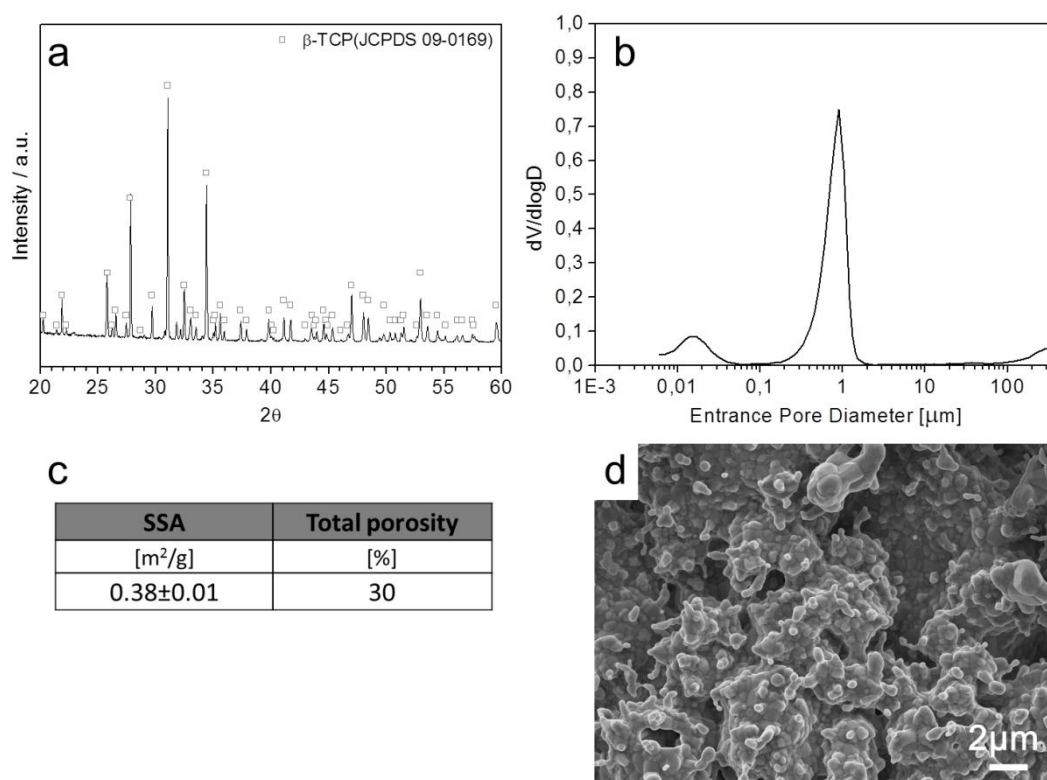 a
□ β-TCP(JCPDS 09-0169)
Intensity / a.u.
20 25 30 35 40 45 50 55 60
2θ
b
1,0
0,9
0,8
0,7
0,6
0,5
0,4
0,3
0,2
0,1
0,0
dV/dlogD
1E-3 0,01 0,1 1 10 100
Entrance Pore Diameter [μm]
c
SSA Total porosity
[m²/g] [%]
0.38±0.01 30
d
2μm